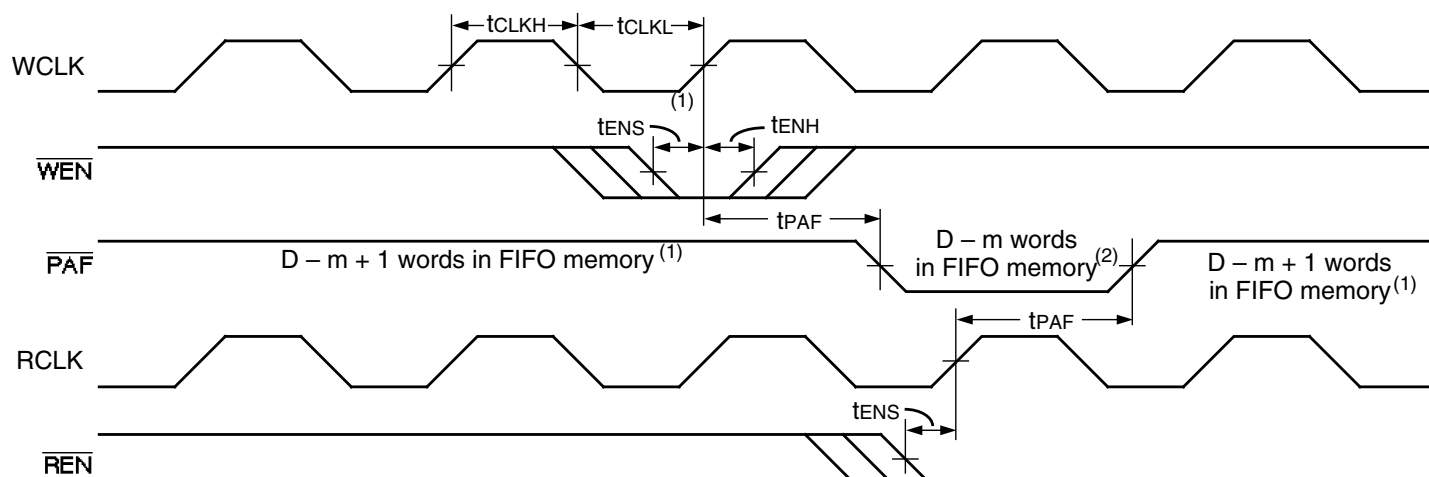 tCLKH
tCLKL
WCLK
(1)
tENS
tENH
WEN
tPAF
PAF
D – m + 1 words in FIFO memory(1)
D – m words
in FIFO memory(2)
D – m + 1 words
in FIFO memory(1)
tPAF
RCLK
tENS
REN